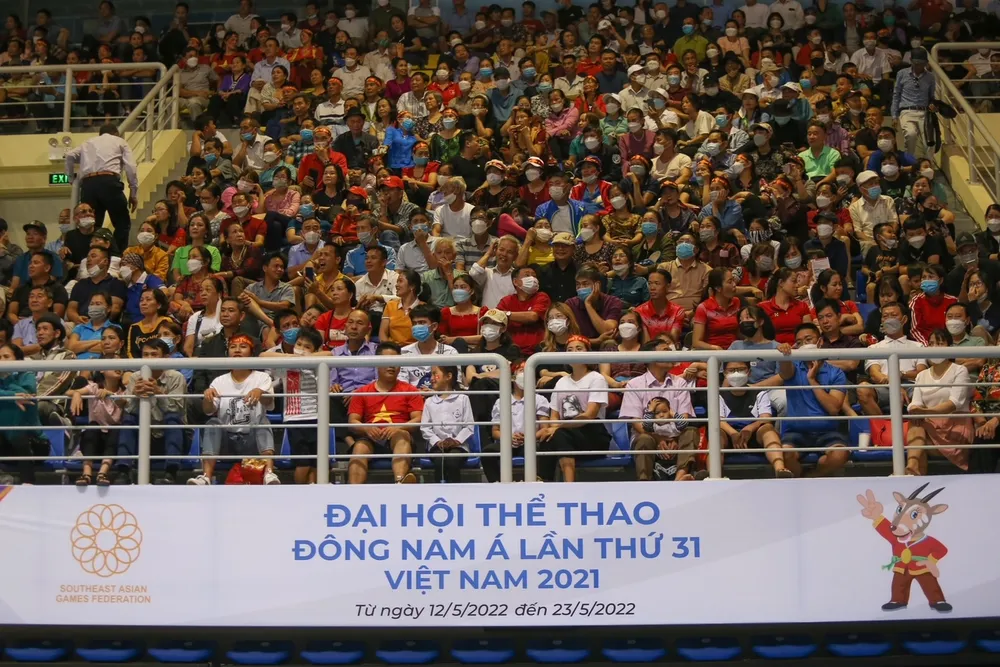 EXI
ĐẠI HỘI THỂ THAO
ĐÔNG NAM Á LẦN THỨ 31
VIỆT NAM 2021
Từ ngày 12/5/2022 đến 23/5/2022
SOUTHEAST ASIAN
GAMES FEDERATION